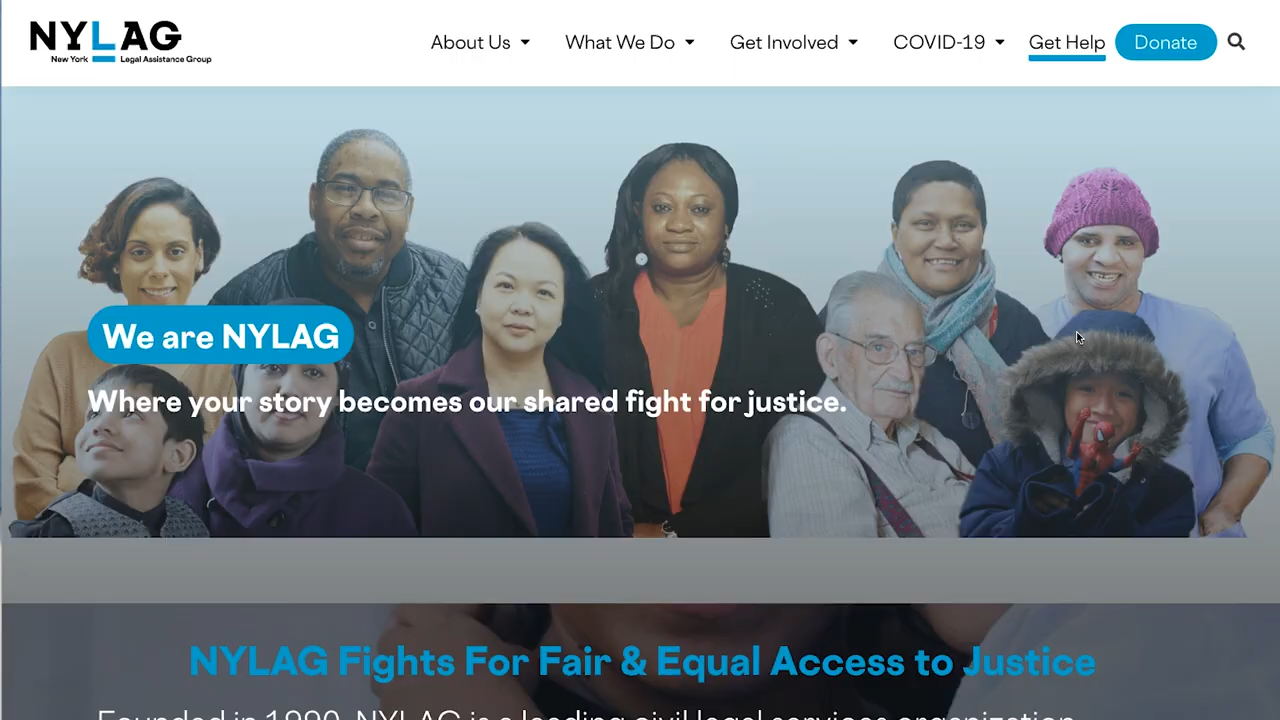 NYLAG
New York Legal Assistance Group
About Us
What We Do
Get Involved
COVID-19
Get Help
Donate
We are NYLAG
Where your story becomes our shared fight for justice.
NYLAG Fights For Fair & Equal Access to Justice
Founded in 1990, NYLAG is a leading civil legal services organization